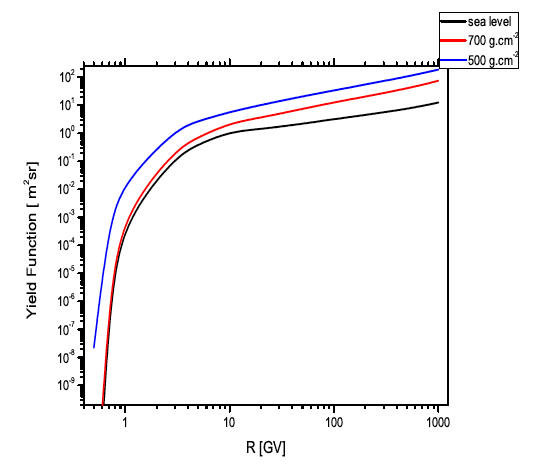 sea level
700 g.cm⁻²
500 g.cm⁻²
10²
10¹
10⁰
10⁻¹
10⁻²
10⁻³
10⁻⁴
10⁻⁵
10⁻⁶
10⁻⁷
10⁻⁸
10⁻⁹
Yield Function [ m²sr]
1 10 100 1000
R [GV]